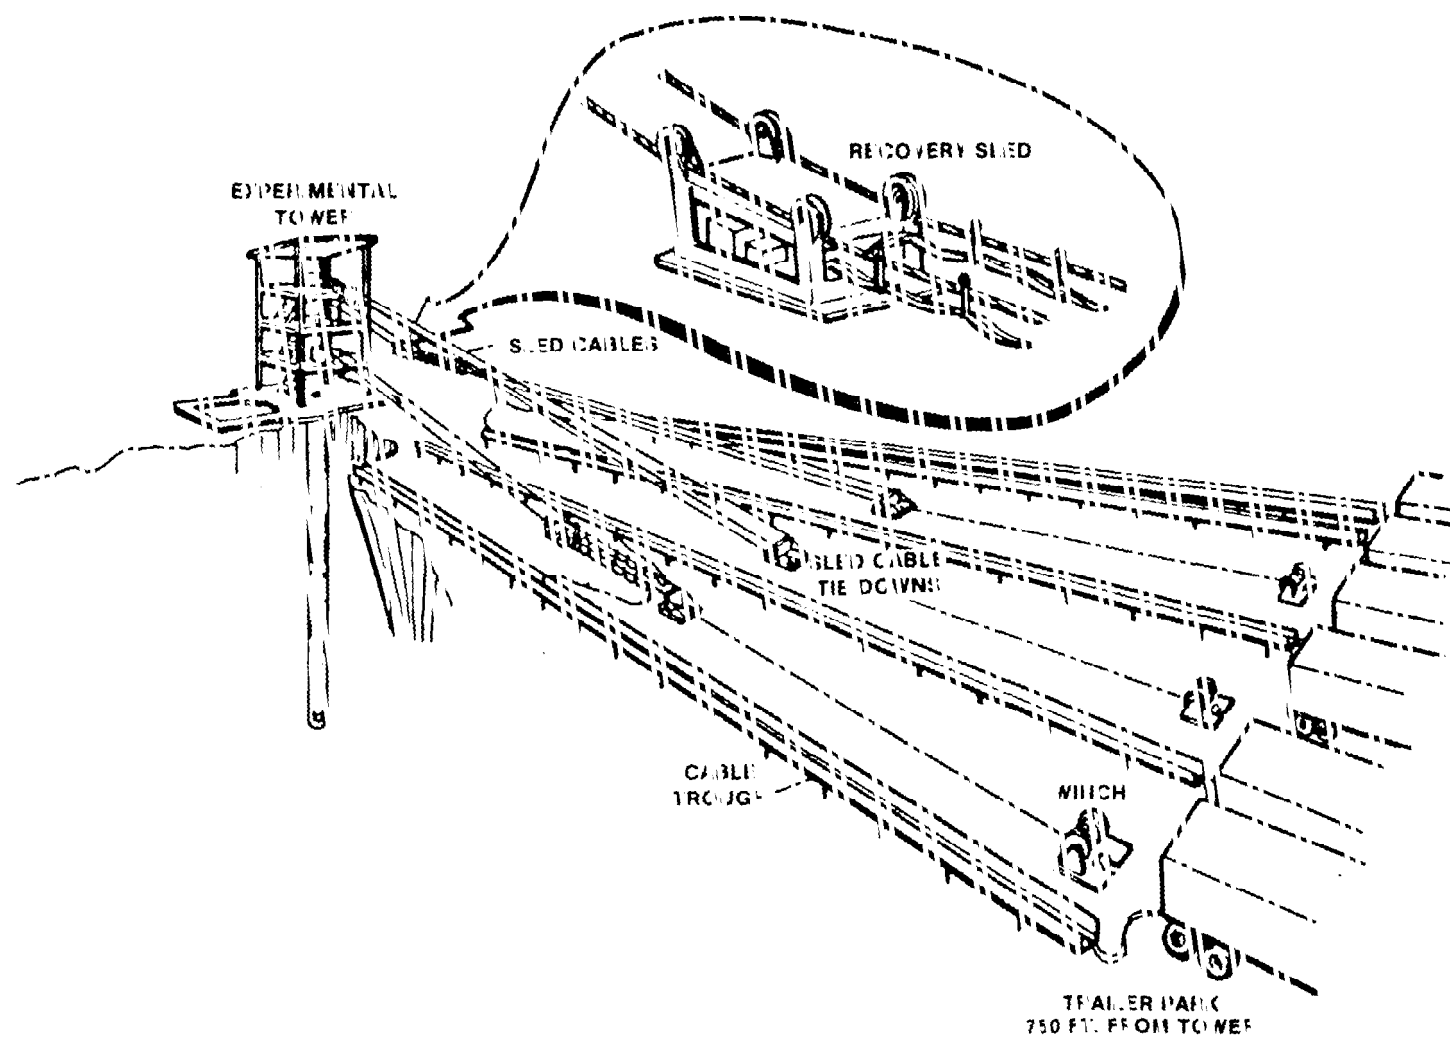 RECOVERY SLED
EXPERIMENTAL
TOWER
SLED CABLES
SLED CABLE
TIE DOWNS
CABLE
TROUGH
WINCH
TRAILER PARK
750 FT. FROM TOWER